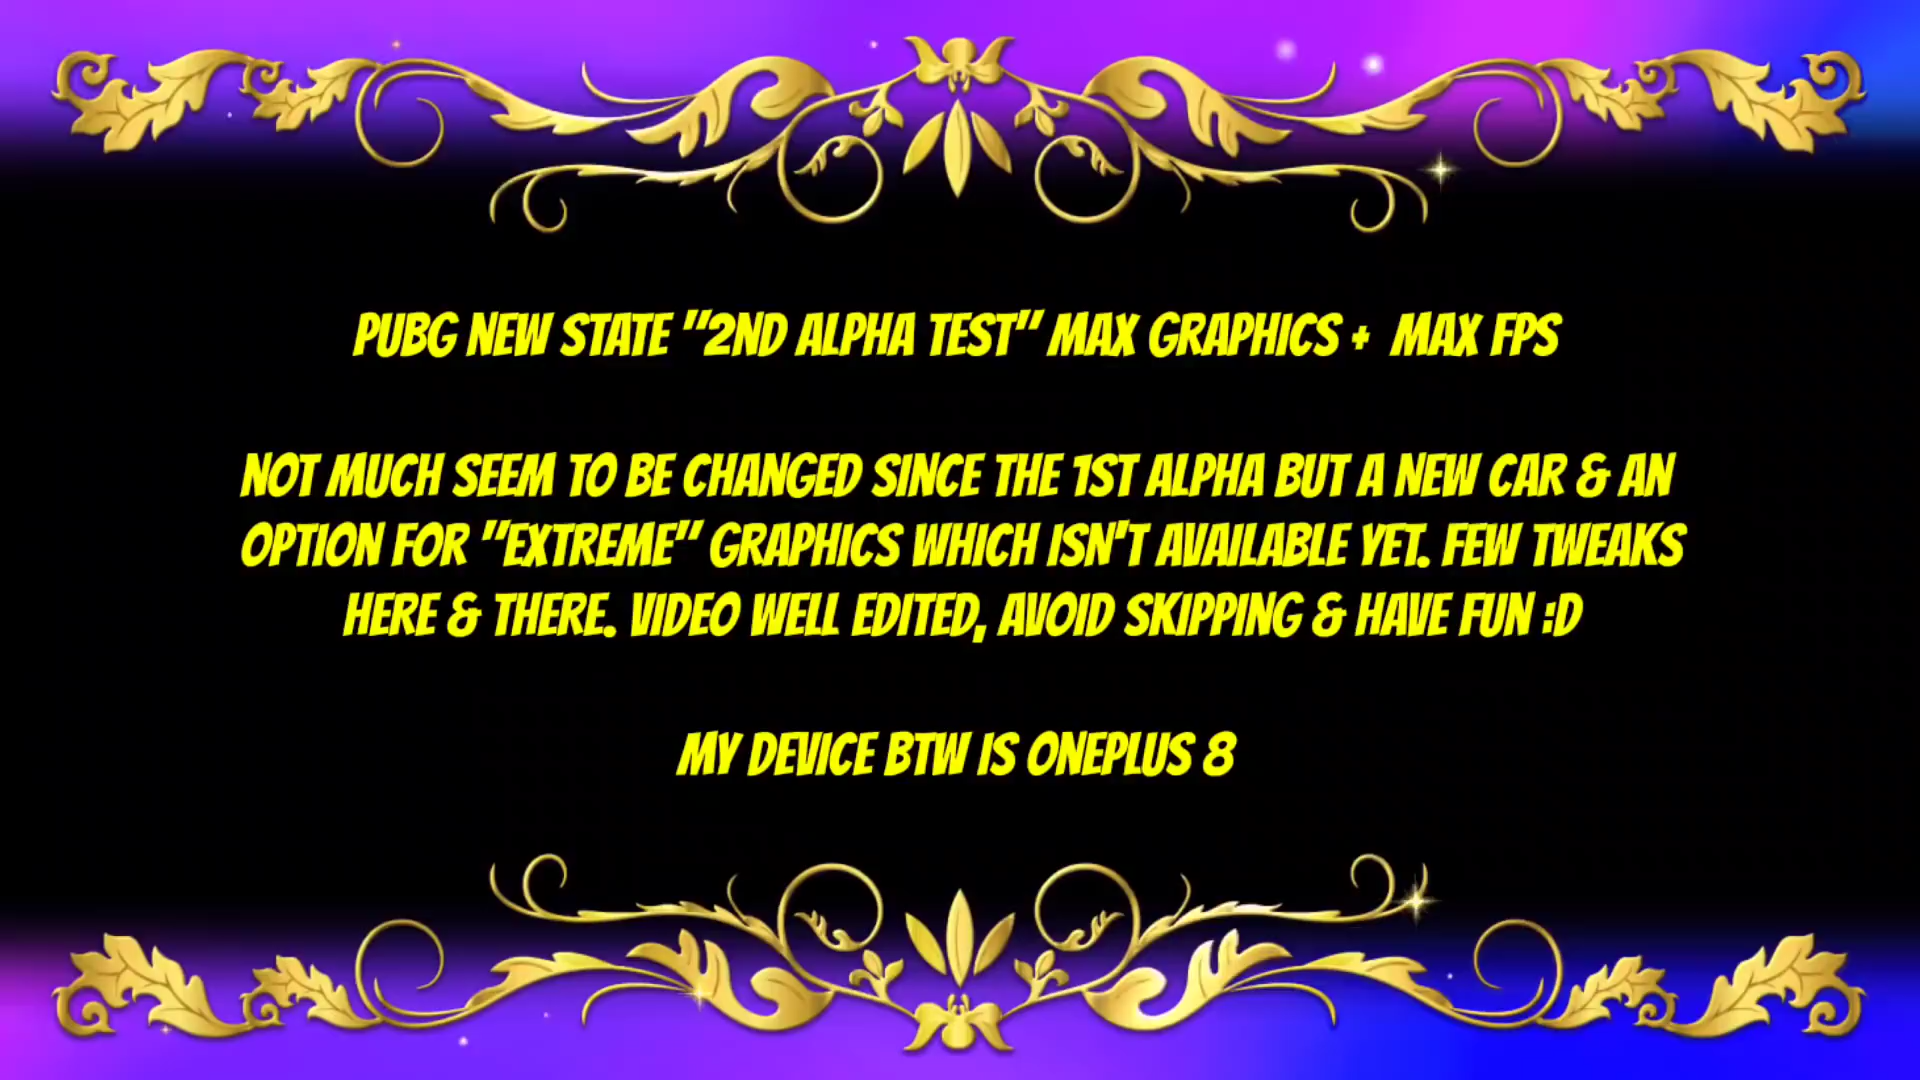 PUBG NEW STATE "2ND ALPHA TEST" MAX GRAPHICS + MAX FPS
NOT MUCH SEEM TO BE CHANGED SINCE THE 1ST ALPHA BUT A NEW CAR & AN
OPTION FOR "EXTREME" GRAPHICS WHICH ISN'T AVAILABLE YET. FEW TWEAKS
HERE & THERE. VIDEO WELL EDITED, AVOID SKIPPING & HAVE FUN :D
MY DEVICE BTW IS ONEPLUS 8